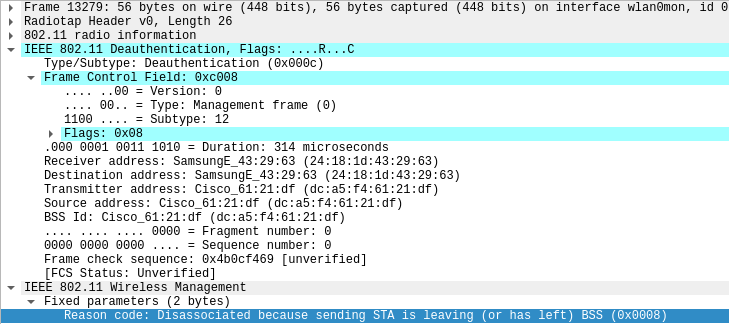 Frame 13279: 56 bytes on wire (448 bits), 56 bytes captured (448 bits) on interface wlan0mon, id 0
Radiotap Header v0, Length 26
802.11 radio information
IEEE 802.11 Deauthentication, Flags: ....R...C
Type/Subtype: Deauthentication (0x000c)
Frame Control Field: 0xc008
.... ..00 = Version: 0
.... 00.. = Type: Management frame (0)
1100 .... = Subtype: 12
Flags: 0x08
.000 0001 0011 1010 = Duration: 314 microseconds
Receiver address: SamsungE_43:29:63 (24:18:1d:43:29:63)
Destination address: SamsungE_43:29:63 (24:18:1d:43:29:63)
Transmitter address: Cisco_61:21:df (dc:a5:f4:61:21:df)
Source address: Cisco_61:21:df (dc:a5:f4:61:21:df)
BSS Id: Cisco_61:21:df (dc:a5:f4:61:21:df)
.... .... .... 0000 = Fragment number: 0
0000 0000 0000 .... = Sequence number: 0
Frame check sequence: 0x4b0cf469 [unverified]
[FCS Status: Unverified]
IEEE 802.11 Wireless Management
Fixed parameters (2 bytes)
Reason code: Disassociated because sending STA is leaving (or has left) BSS (0x0008)